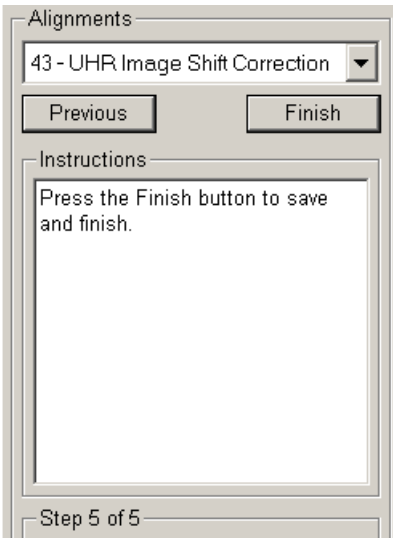 Alignments
43 - UHR Image Shift Correction
Previous
Finish
Instructions
Press the Finish button to save
and finish.
Step 5 of 5